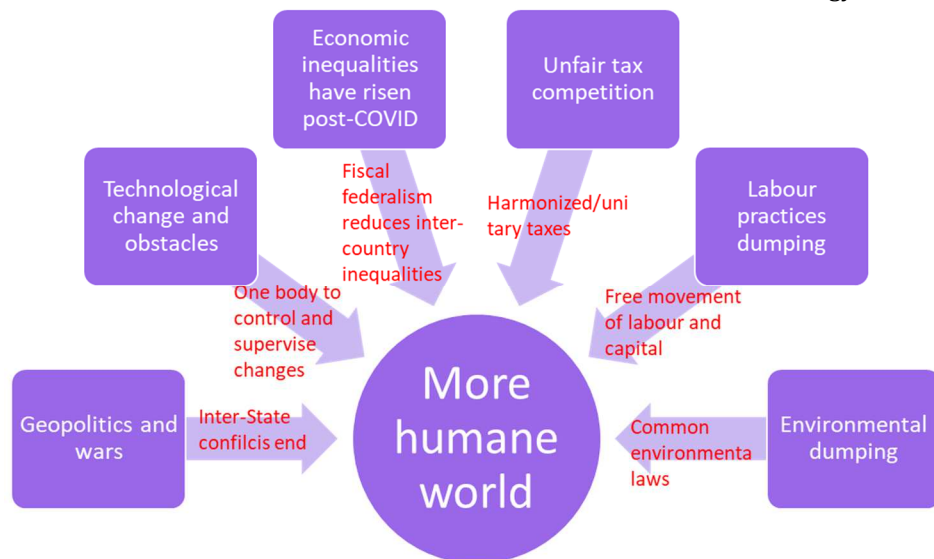 Economic
inequalities
have risen
post-COVID
Unfair tax
competition
Technological
change and
obstacles
Fiscal
federalism
reduces inter-
country
inequalities
Harmonized/uni
tary taxes
Labour
practices
dumping
One body to
control and
supervise
changes
Free movement
of labour and
capital
Geopolitics and
wars
Inter-State
confilcis end
More
humane
world
Common
environmenta
laws
Environmental
dumping